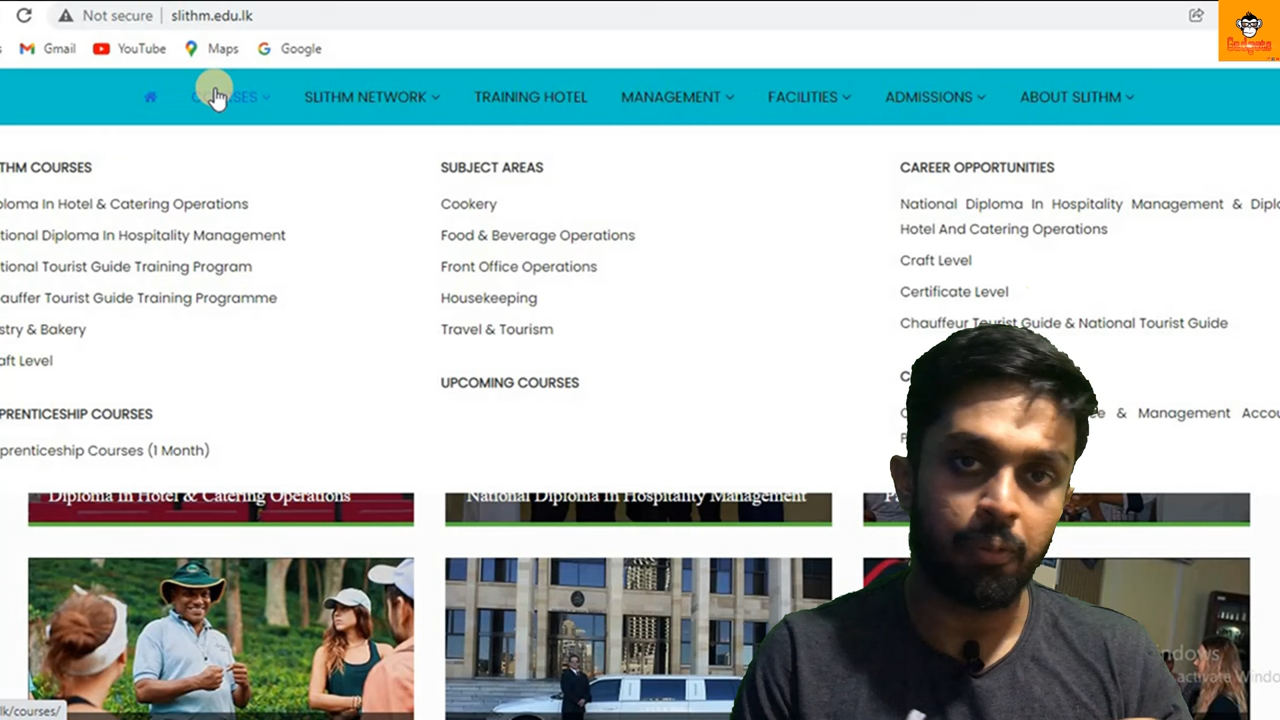 Not secure slithm.edu.lk
Gmail YouTube Maps Google
Gadgets
COURSES SLITHM NETWORK TRAINING HOTEL MANAGEMENT FACILITIES ADMISSIONS ABOUT SLITHM
THM COURSES
ploma In Hotel & Catering Operations
tional Diploma In Hospitality Management
tional Tourist Guide Training Program
auffer Tourist Guide Training Programme
stry & Bakery
aft Level
PRENTICESHIP COURSES
prenticeship Courses (1 Month)
SUBJECT AREAS
Cookery
Food & Beverage Operations
Front Office Operations
Housekeeping
Travel & Tourism
UPCOMING COURSES
CAREER OPPORTUNITIES
National Diploma In Hospitality Management & Diplo
Hotel And Catering Operations
Craft Level
Certificate Level
Chauffeur Tourist Guide & National Tourist Guide
& Management Accou
Diploma In Hotel & Catering Operations
National Diploma In Hospitality Management
lk/courses/